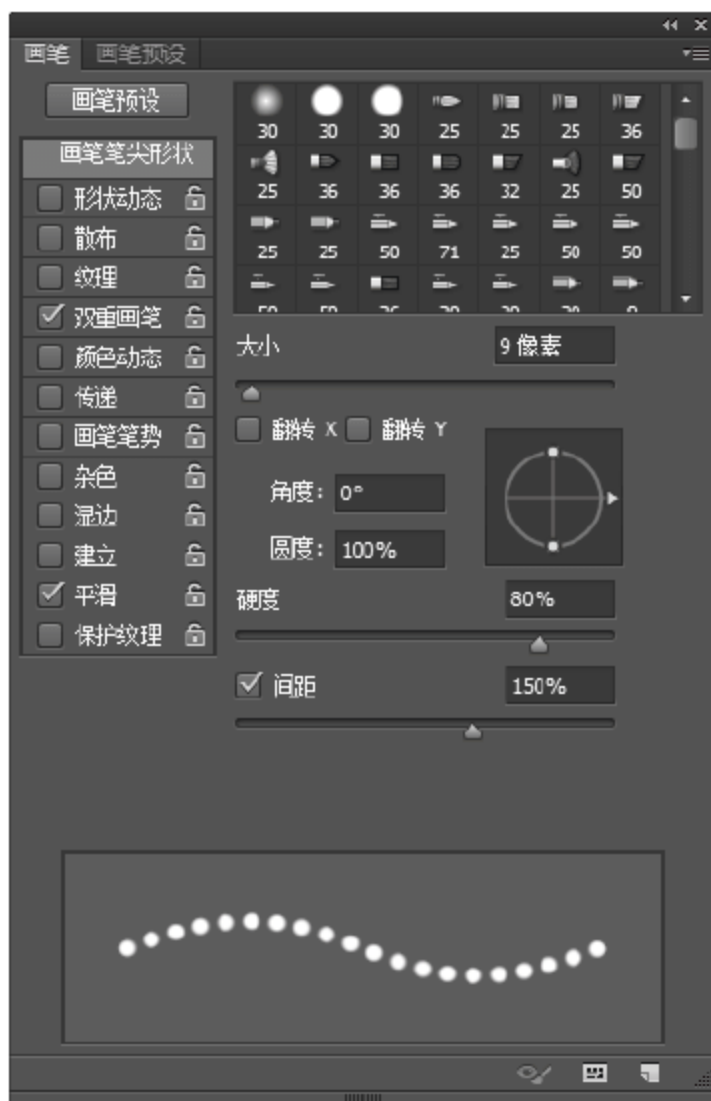 画笔 画笔预设
画笔预设
30 30 30 25 25 25 36
画笔笔尖形状
25 36 36 36 32 25 50
形状动态
散布
25 25 50 71 25 50 50
纹理
双重画笔
大小 9 像素
颜色动态
传递
翻转 X 翻转 Y
画笔笔势
杂色
角度: 0°
湿边
圆度: 100%
建立
平滑
硬度 80%
保护纹理
间距 150%